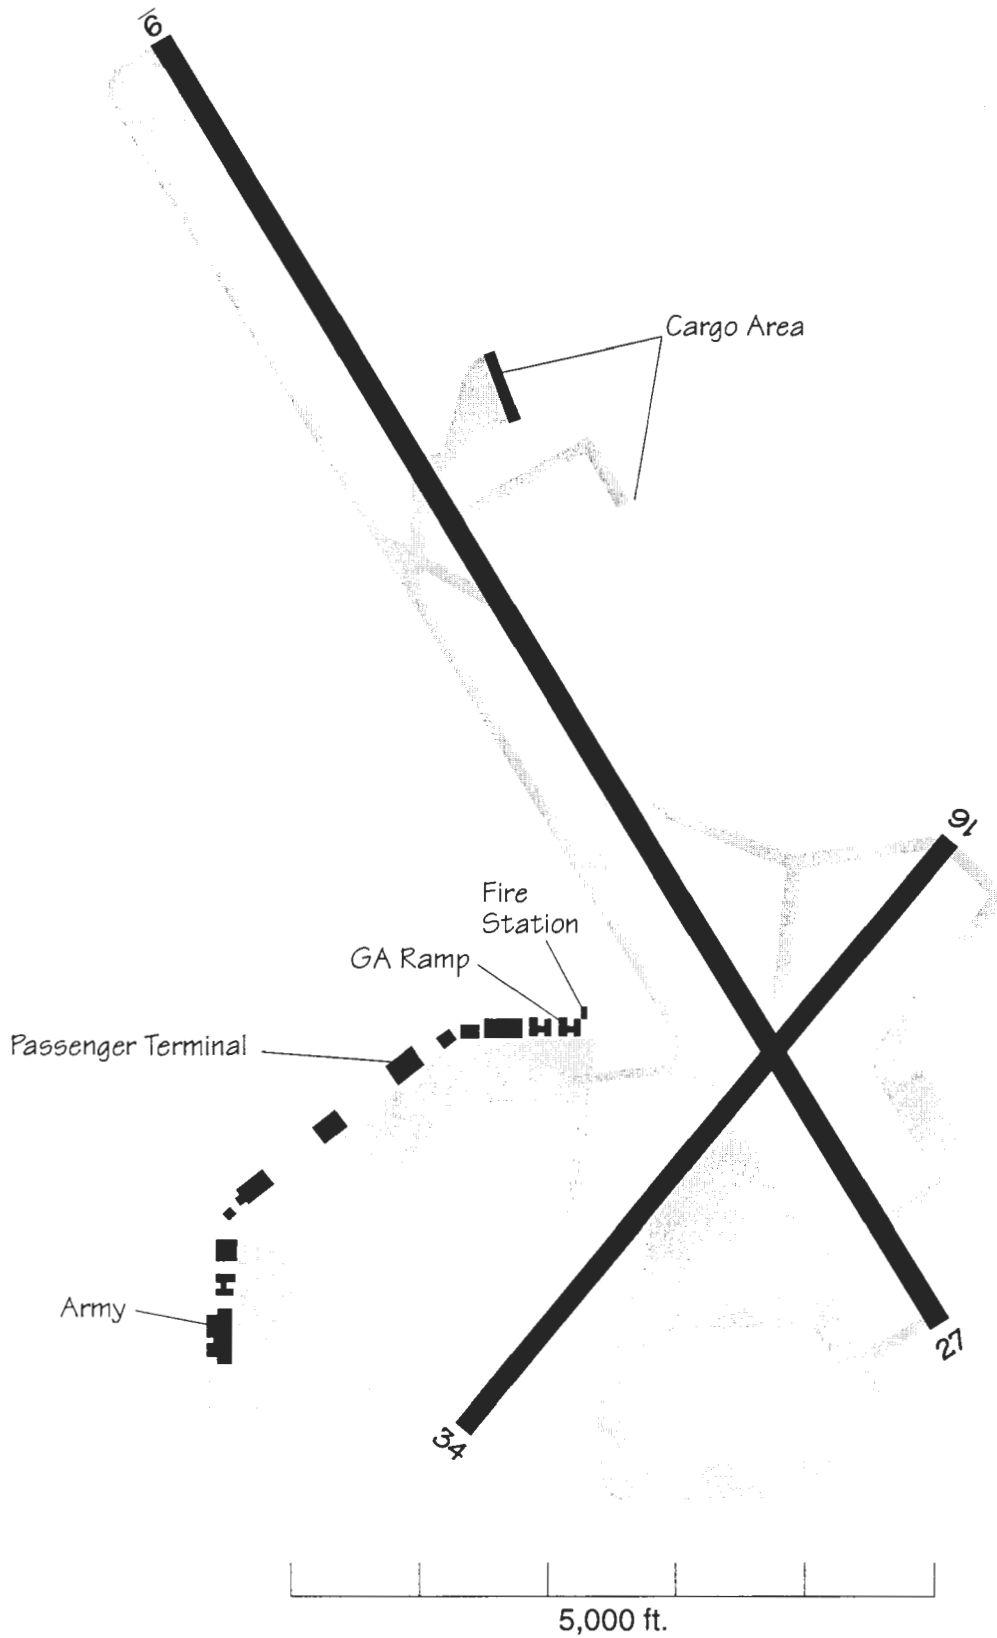 9
Cargo Area
16
Fire
Station
GA Ramp
Passenger Terminal
Army
27
34
5,000 ft.